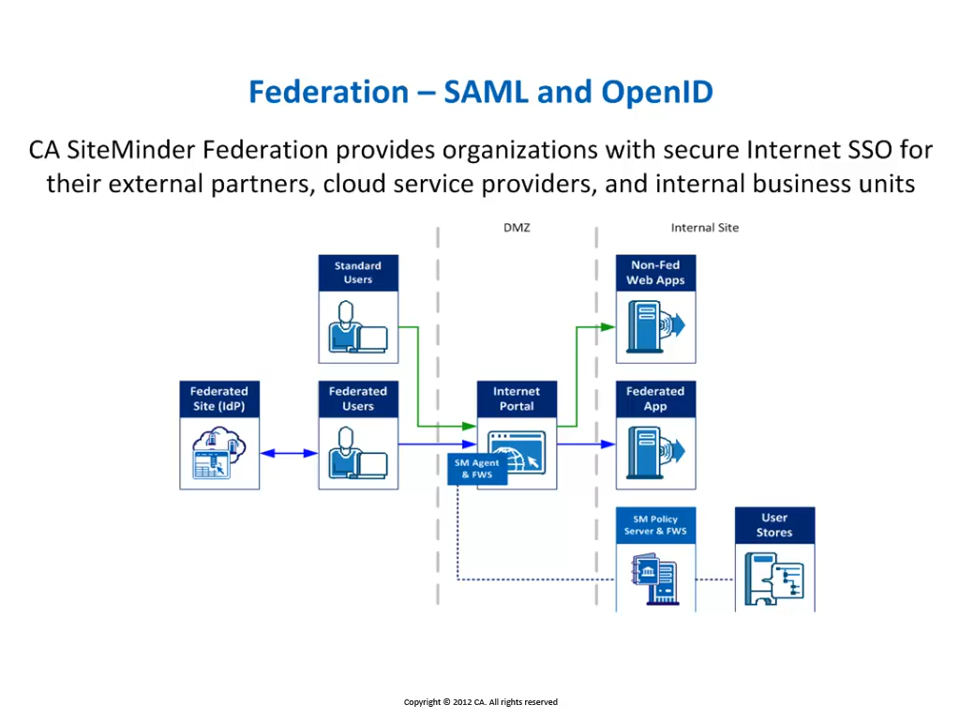 Federation – SAML and OpenID
CA SiteMinder Federation provides organizations with secure Internet SSO for
their external partners, cloud service providers, and internal business units
DMZ
Internal Site
Standard
Users
Non-Fed
Web Apps
Federated
Site (IdP)
Federated
Users
Internet
Portal
Federated
App
SM Agent
& FWS
SM Policy
Server & FWS
User
Stores
Copyright © 2012 CA. All rights reserved